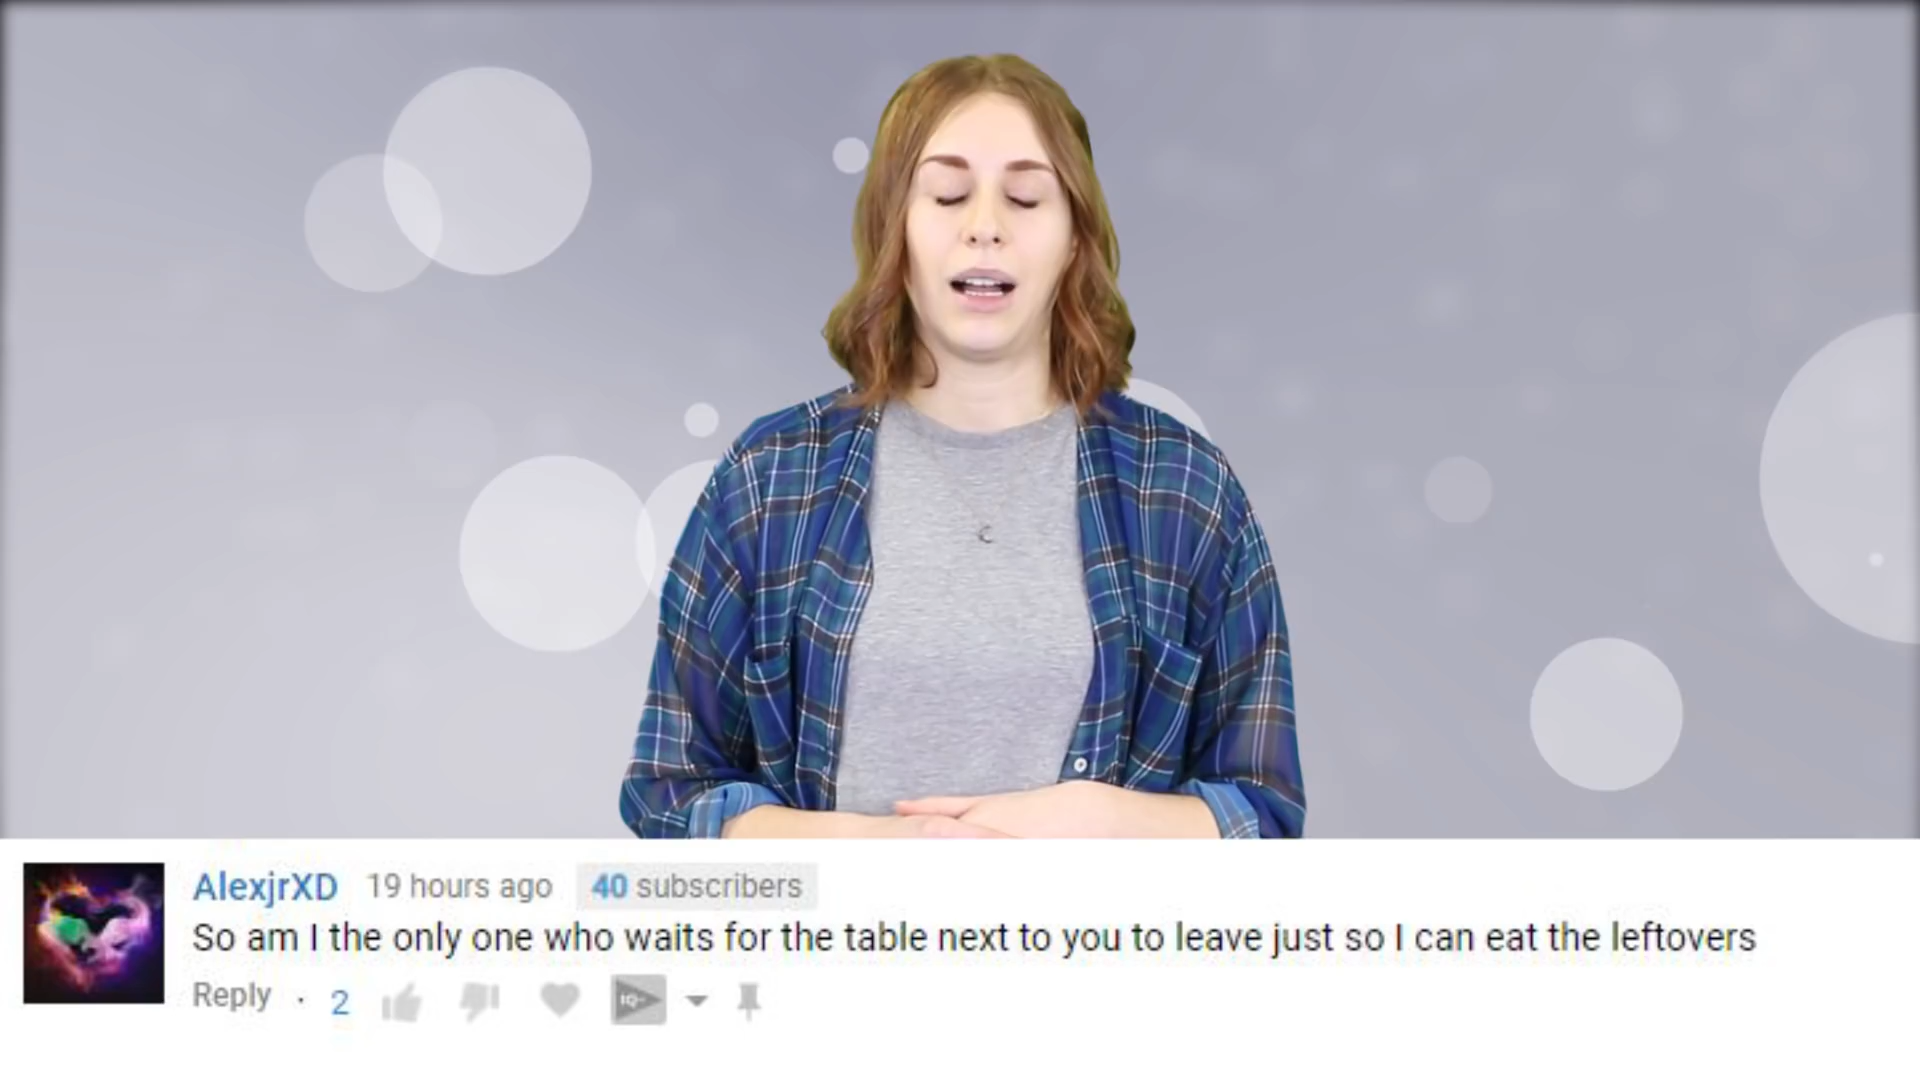 AlexjrXD 19 hours ago 40 subscribers
So am I the only one who waits for the table next to you to leave just so I can eat the leftovers
Reply · 2